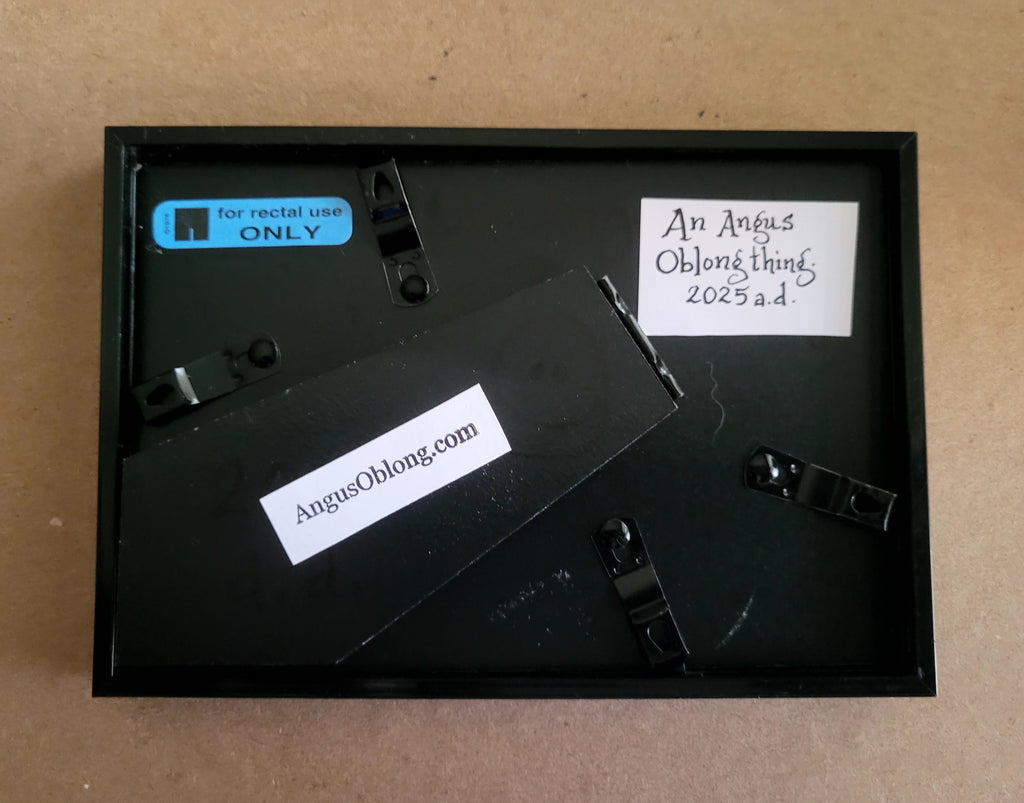 for rectal use
ONLY
An Angus
Oblong thing.
2025 a.d.
AngusOblong.com